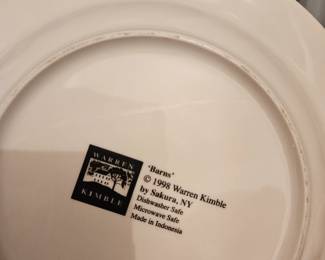 WARREN
KIMBLE
'Barns'
© 1998 Warren Kimble
by Sakura, NY
Dishwasher Safe
Microwave Safe
Made in Indonesia